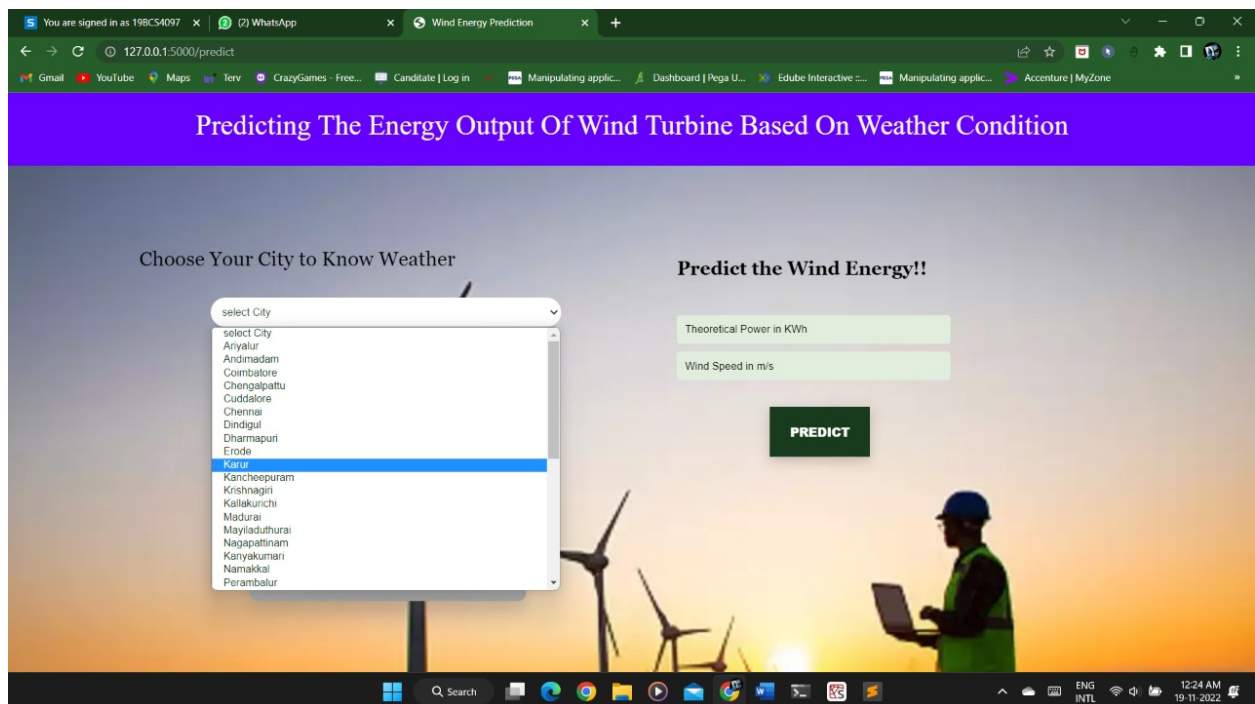 You are signed in as 19BCS4097
(2) WhatsApp
Wind Energy Prediction
127.0.0.1:5000/predict
Gmail
YouTube
Maps
Terv
CrazyGames - Free...
Canditate | Log in
Manipulating applic...
Dashboard | Pega U...
Edube Interactive ::...
Manipulating applic...
Accenture | MyZone
Predicting The Energy Output Of Wind Turbine Based On Weather Condition
Choose Your City to Know Weather
select City
select City
Ariyalur
Andimadam
Coimbatore
Chengalpattu
Cuddalore
Chennai
Dindigul
Dharmapuri
Erode
Karur
Kancheepuram
Krishnagiri
Kallakurichi
Madurai
Mayiladuthurai
Nagapattinam
Kanyakumari
Namakkal
Perambalur
Predict the Wind Energy!!
Theoretical Power in KWh
Wind Speed in m/s
PREDICT
Search
ENG
INTL
12:24 AM
19-11-2022